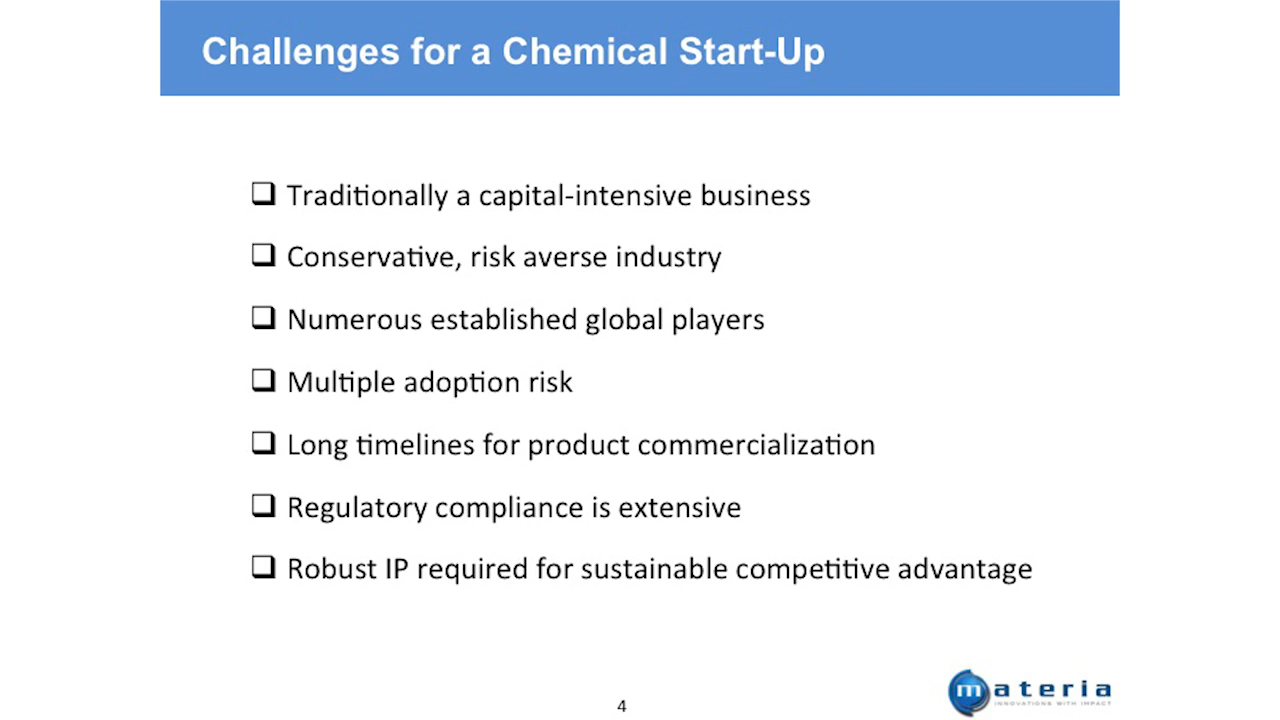 Challenges for a Chemical Start-Up
Traditionally a capital-intensive business
Conservative, risk averse industry
Numerous established global players
Multiple adoption risk
Long timelines for product commercialization
Regulatory compliance is extensive
Robust IP required for sustainable competitive advantage
materia
INNOVATIONS WITH IMPACT
4